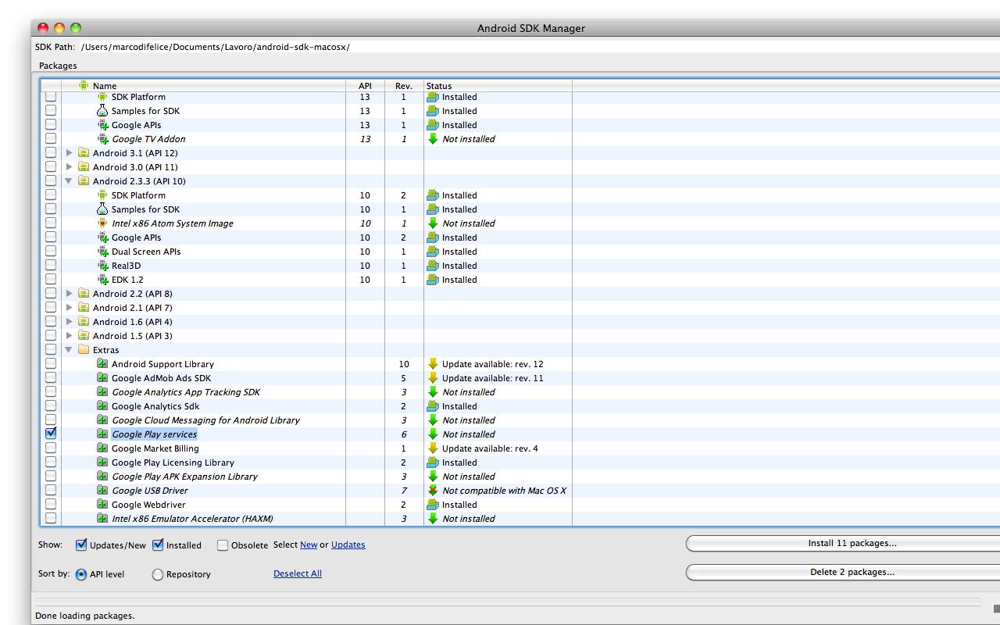 Android SDK Manager
SDK Path: /Users/marcodifelice/Documents/Lavoro/android-sdk-macosx/
Packages
Name API Rev. Status
SDK Platform 13 1 Installed
Samples for SDK 13 1 Installed
Google APIs 13 1 Installed
Google TV Addon 13 1 Not installed
Android 3.1 (API 12)
Android 3.0 (API 11)
Android 2.3.3 (API 10)
SDK Platform 10 2 Installed
Samples for SDK 10 1 Installed
Intel x86 Atom System Image 10 1 Not installed
Google APIs 10 2 Installed
Dual Screen APIs 10 1 Installed
Real3D 10 1 Installed
EDK 1.2 10 1 Installed
Android 2.2 (API 8)
Android 2.1 (API 7)
Android 1.6 (API 4)
Android 1.5 (API 3)
Extras
Android Support Library 10 Update available: rev. 12
Google AdMob Ads SDK 5 Update available: rev. 11
Google Analytics App Tracking SDK 3 Not installed
Google Analytics Sdk 2 Installed
Google Cloud Messaging for Android Library 3 Not installed
Google Play services 6 Not installed
Google Market Billing 1 Update available: rev. 4
Google Play Licensing Library 2 Installed
Google Play APK Expansion Library 3 Not installed
Google USB Driver 7 Not compatible with Mac OS X
Google Webdriver 2 Installed
Intel x86 Emulator Accelerator (HAXM) 3 Not installed
Show: Updates/New Installed Obsolete Select New or Updates Install 11 packages...
Sort by: API level Repository Deselect All Delete 2 packages...
Done loading packages.